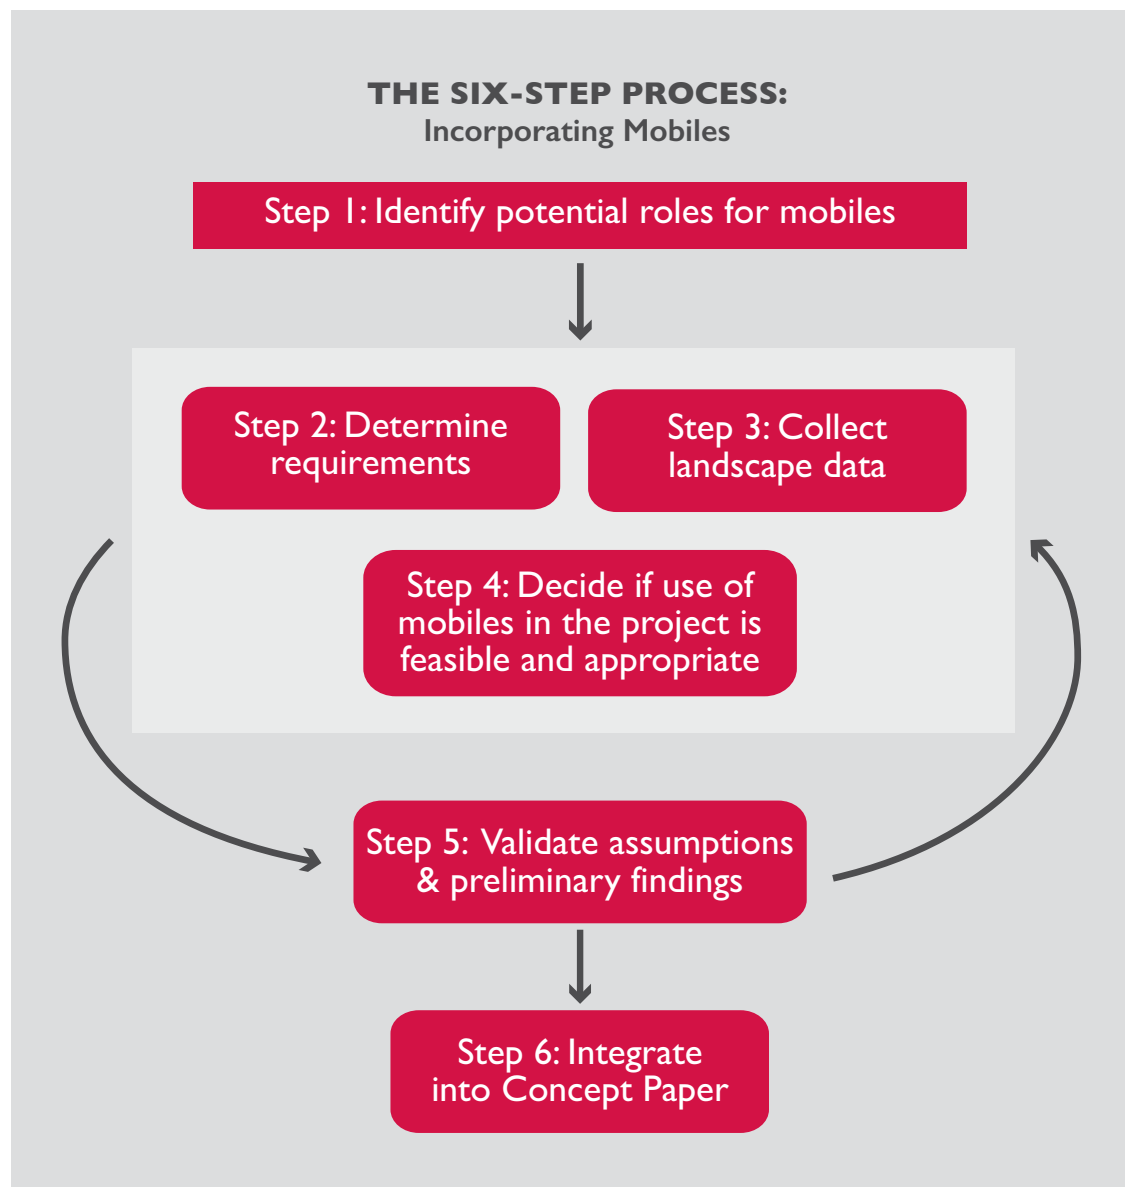 THE SIX-STEP PROCESS:
Incorporating Mobiles
Step 1: Identify potential roles for mobiles
Step 2: Determine
requirements
Step 3: Collect
landscape data
Step 4: Decide if use of
mobiles in the project is
feasible and appropriate
Step 5: Validate assumptions
& preliminary findings
Step 6: Integrate
into Concept Paper